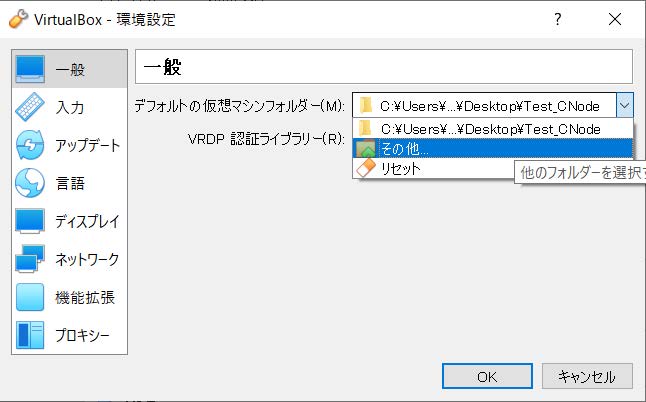 VirtualBox - 環境設定
?
一般
入力
アップデート
言語
ディスプレイ
ネットワーク
機能拡張
プロキシー
一般
デフォルトの仮想マシンフォルダー(M):
C:¥Users¥...¥Desktop¥Test_CNode
C:¥Users¥...¥Desktop¥Test_CNode
VRDP 認証ライブラリー(R):
その他...
リセット
他のフォルダーを選択
OK
キャンセル